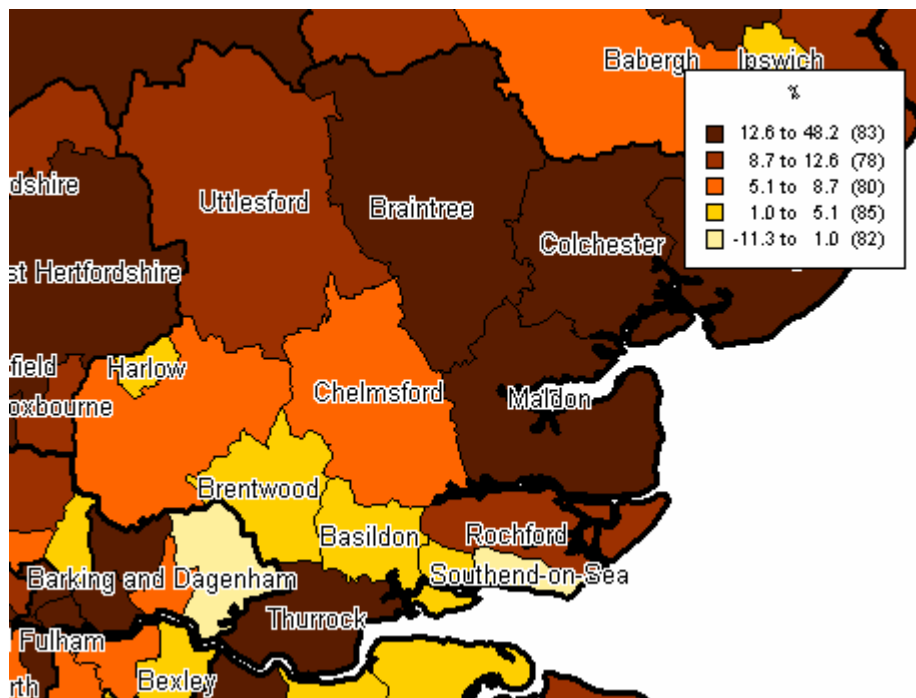 Babergh
Ipswich
%
12.6 to 48.2 (83)
8.7 to 12.6 (78)
5.1 to 8.7 (80)
1.0 to 5.1 (85)
-11.3 to 1.0 (82)
dshire
Uttlesford
Braintree
Colchester
st Hertfordshire
Harlow
field
oxbourne
Chelmsford
Maldon
Brentwood
Basildon
Rochford
Barking and Dagenham
Southend-on-Sea
Thurrock
Fulham
rth
Bexley